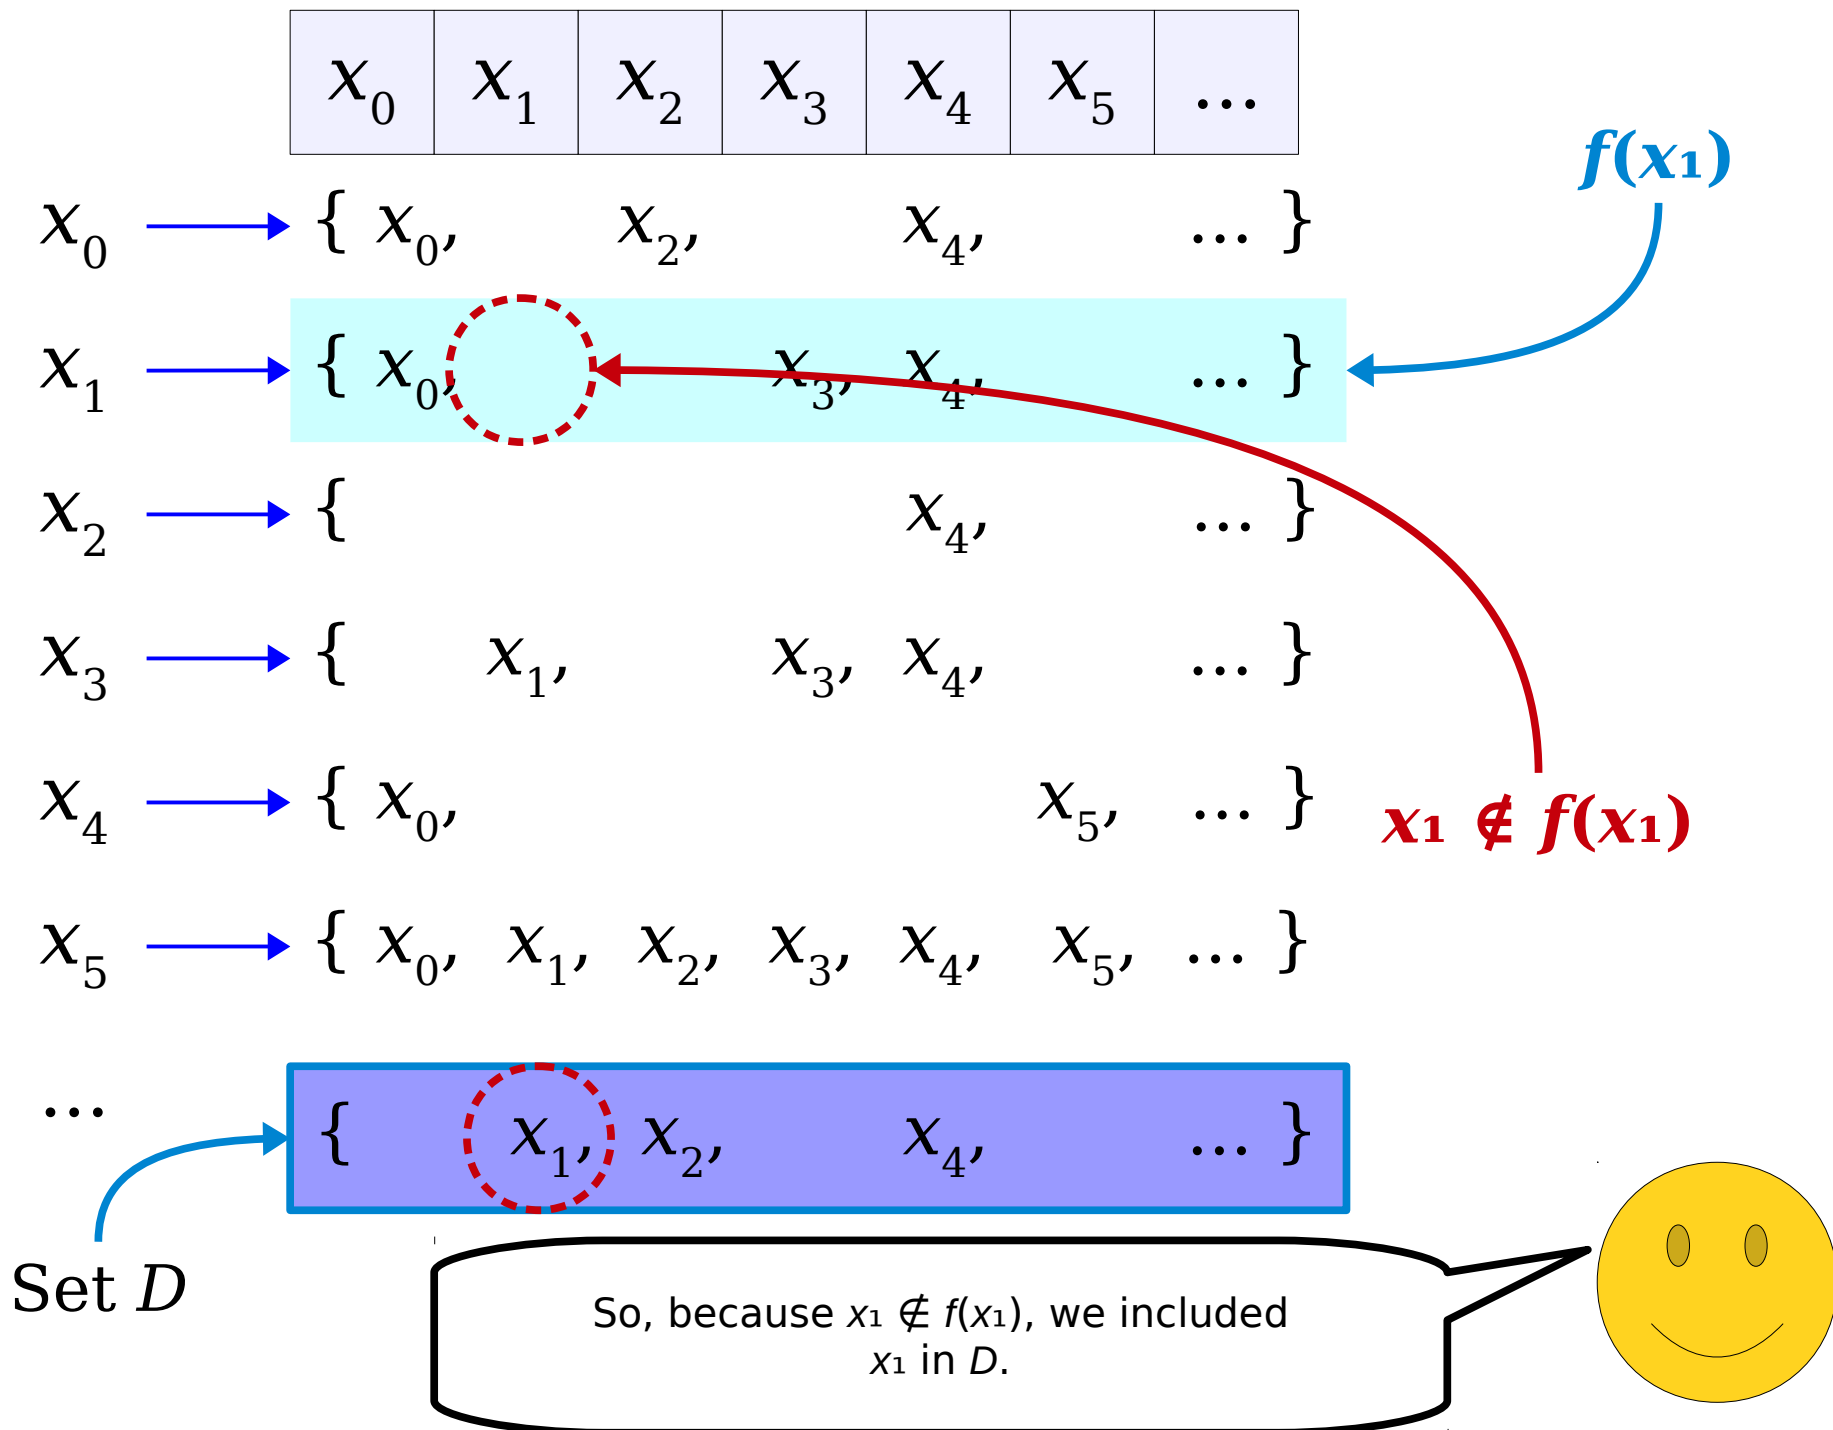 x₀ x₁ x₂ x₃ x₄ x₅ …
f(x₁)
x₀ { x₀, x₂, x₄, … }
x₁ { x₀, x₃, x₄, … }
x₂ { x₄, … }
x₃ { x₁, x₃, x₄, … }
x₄ { x₀, x₅, … }
x₁ ∉ f(x₁)
x₅ { x₀, x₁, x₂, x₃, x₄, x₅, … }
… { x₁, x₂, x₄, … }
Set D
So, because x₁ ∉ f(x₁), we included
x₁ in D.